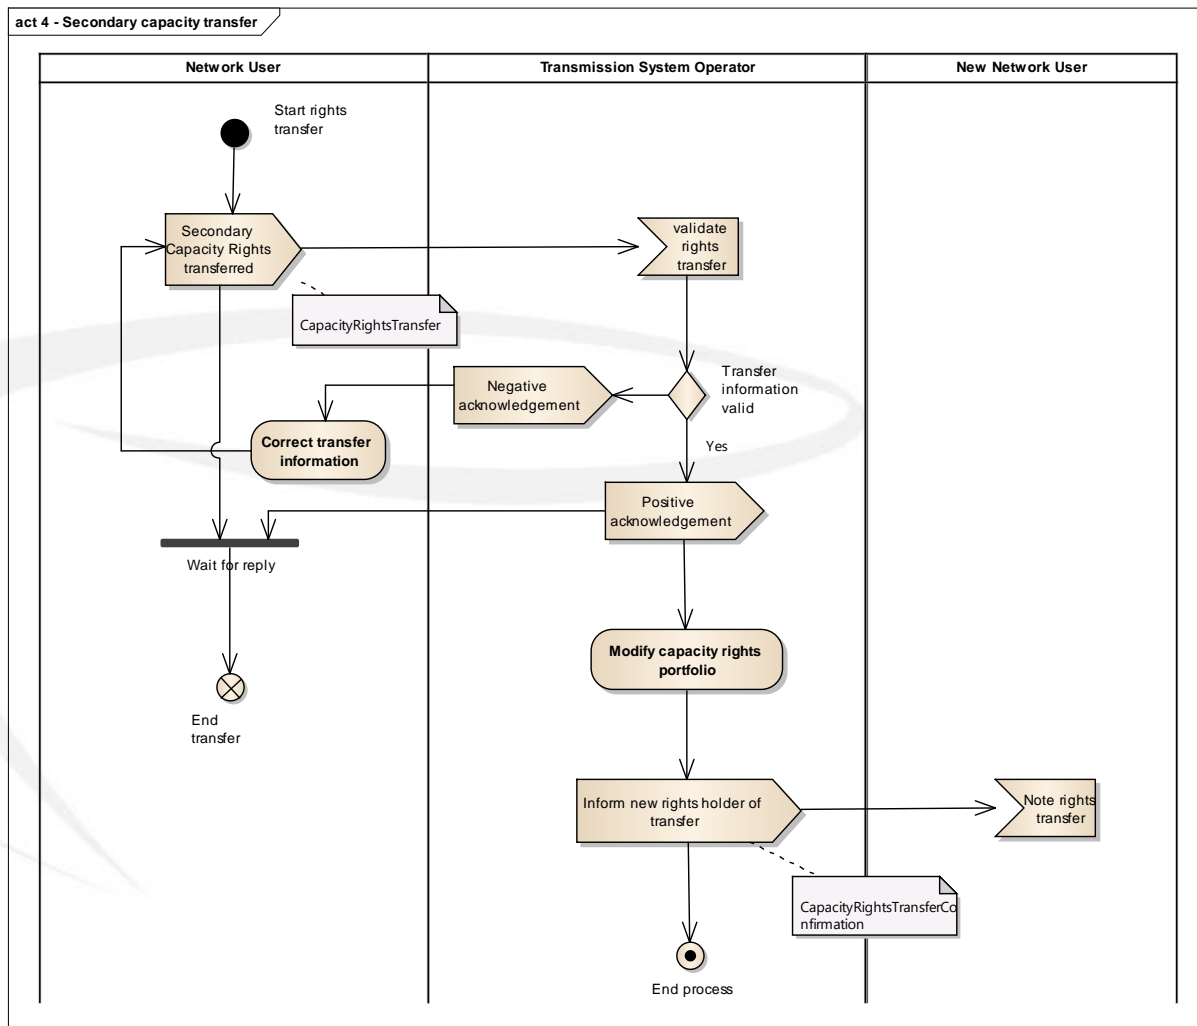 act 4 - Secondary capacity transfer
Network User
Transmission System Operator
New Network User
Start rights
transfer
Secondary
Capacity Rights
transferred
validate
rights
transfer
CapacityRightsTransfer
Negative
acknowledgement
Transfer
information
valid
Correct transfer
information
Yes
Positive
acknowledgement
Wait for reply
Modify capacity rights
portfolio
End
transfer
Inform new rights holder of
transfer
Note rights
transfer
CapacityRightsTransferCo
nfirmation
End process